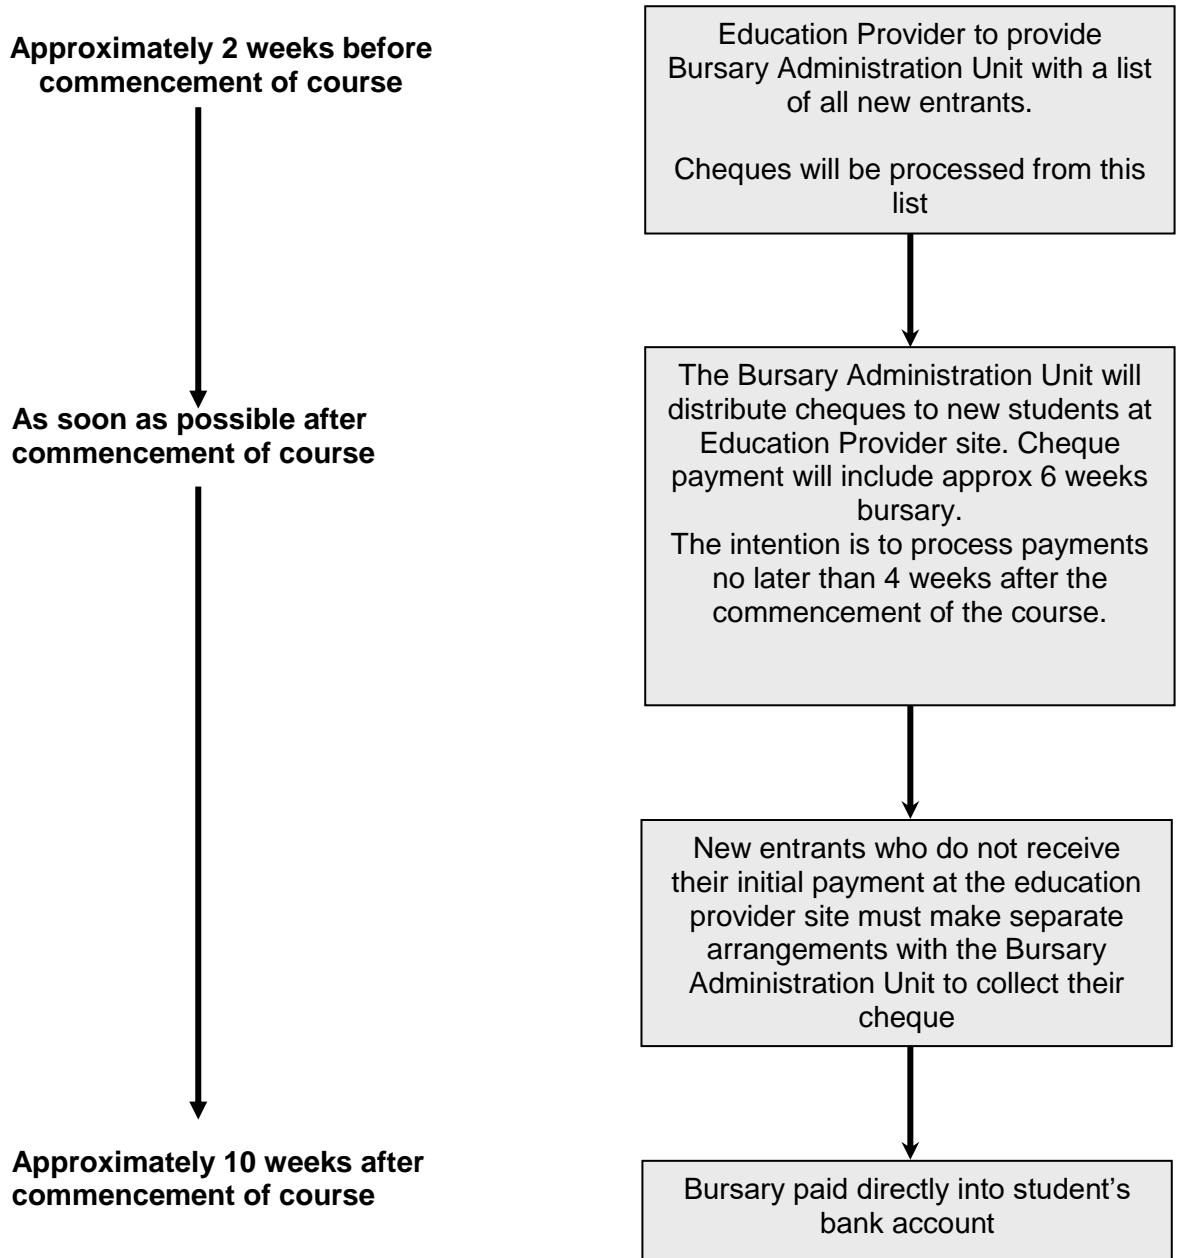 Approximately 2 weeks before
commencement of course
Education Provider to provide
Bursary Administration Unit with a list
of all new entrants.
Cheques will be processed from this
list
As soon as possible after
commencement of course
The Bursary Administration Unit will
distribute cheques to new students at
Education Provider site. Cheque
payment will include approx 6 weeks
bursary.
The intention is to process payments
no later than 4 weeks after the
commencement of the course.
New entrants who do not receive
their initial payment at the education
provider site must make separate
arrangements with the Bursary
Administration Unit to collect their
cheque
Approximately 10 weeks after
commencement of course
Bursary paid directly into student’s
bank account